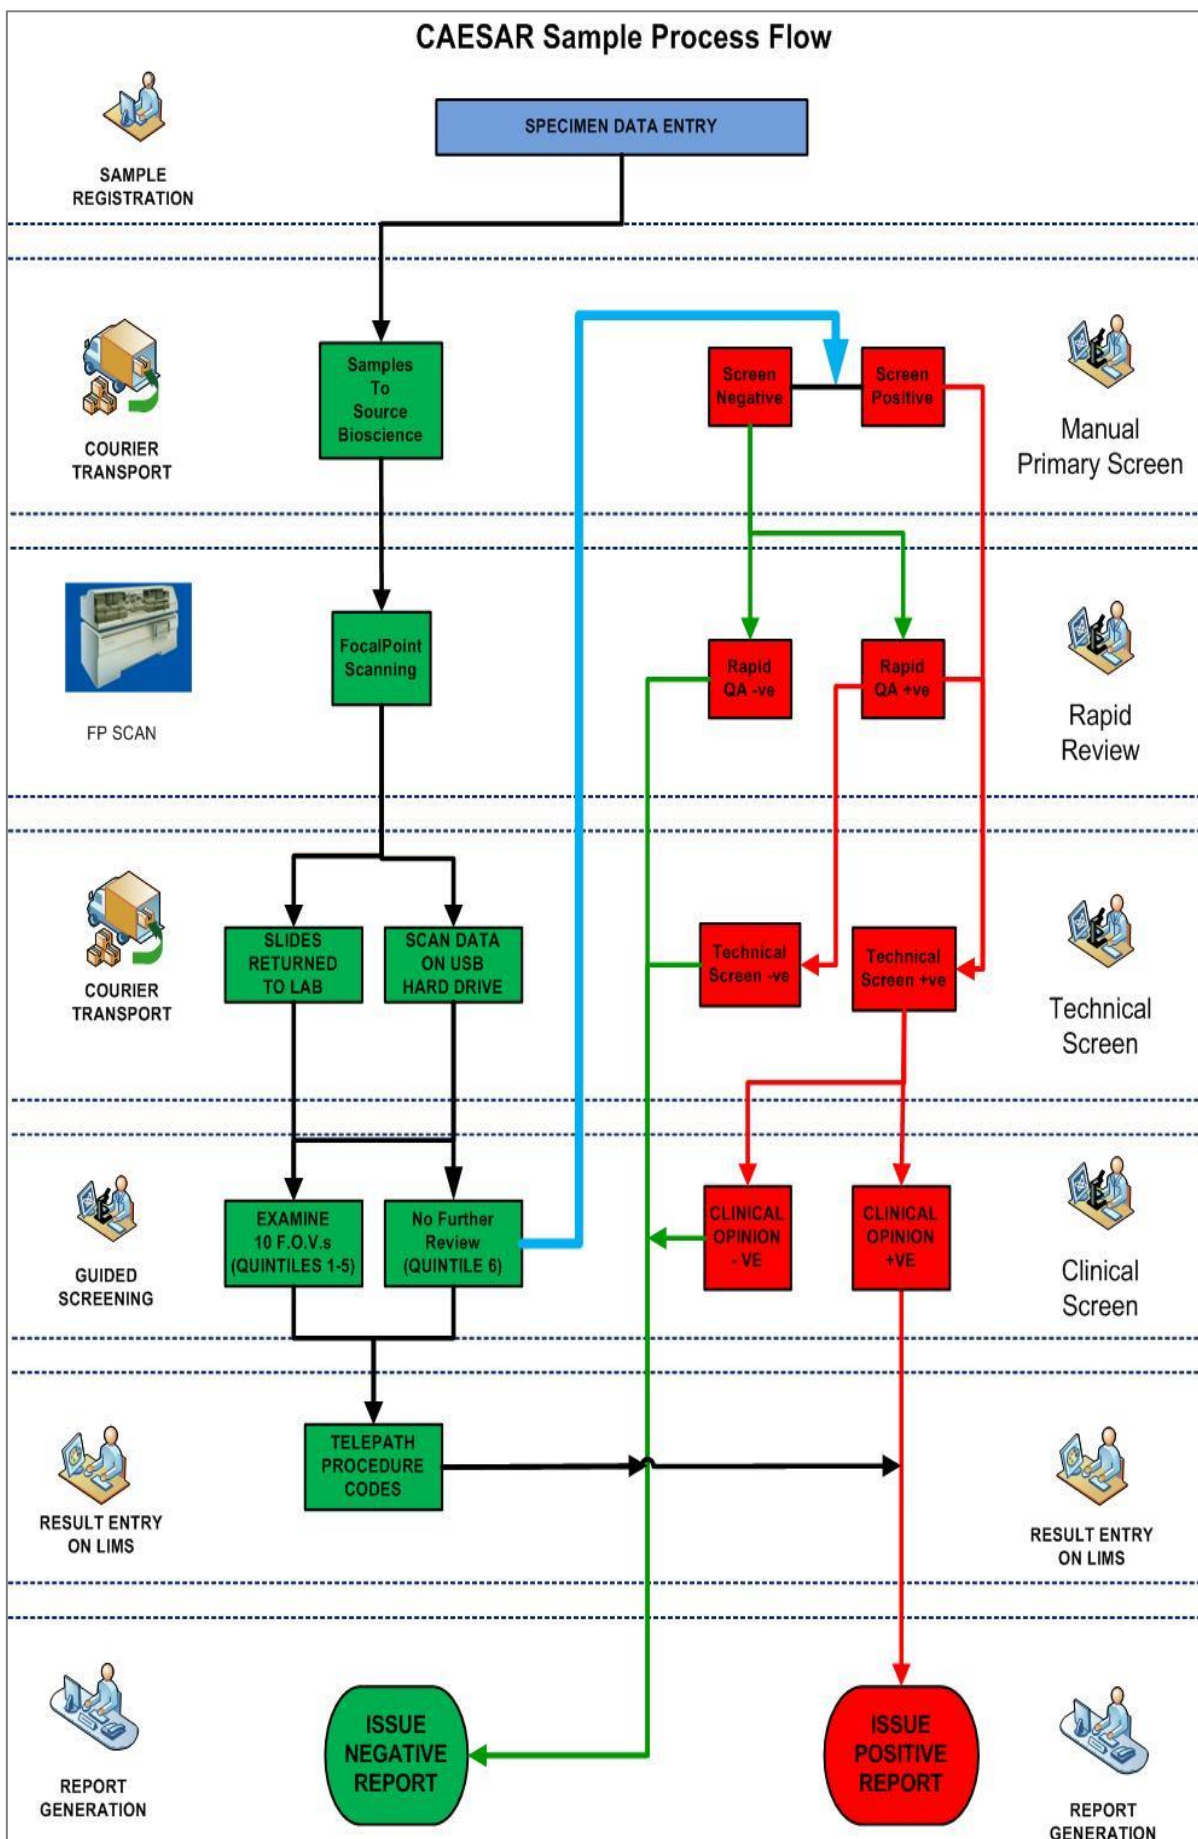 CAESAR Sample Process Flow
SPECIMEN DATA ENTRY
SAMPLE
REGISTRATION
COURIER
TRANSPORT
Samples
To
Source
Bioscience
Screen
Negative
Screen
Positive
Manual
Primary Screen
FP SCAN
FocalPoint
Scanning
Rapid
QA -ve
Rapid
QA +ve
Rapid
Review
COURIER
TRANSPORT
SLIDES
RETURNED
TO LAB
SCAN DATA
ON USB
HARD DRIVE
Technical
Screen -ve
Technical
Screen +ve
Technical
Screen
GUIDED
SCREENING
EXAMINE
10 F.O.V.s
(QUINTILES 1-5)
No Further
Review
(QUINTILE 6)
CLINICAL
OPINION
- VE
CLINICAL
OPINION
+VE
Clinical
Screen
RESULT ENTRY
ON LIMS
TELEPATH
PROCEDURE
CODES
RESULT ENTRY
ON LIMS
REPORT
GENERATION
ISSUE
NEGATIVE
REPORT
ISSUE
POSITIVE
REPORT
REPORT
GENERATION